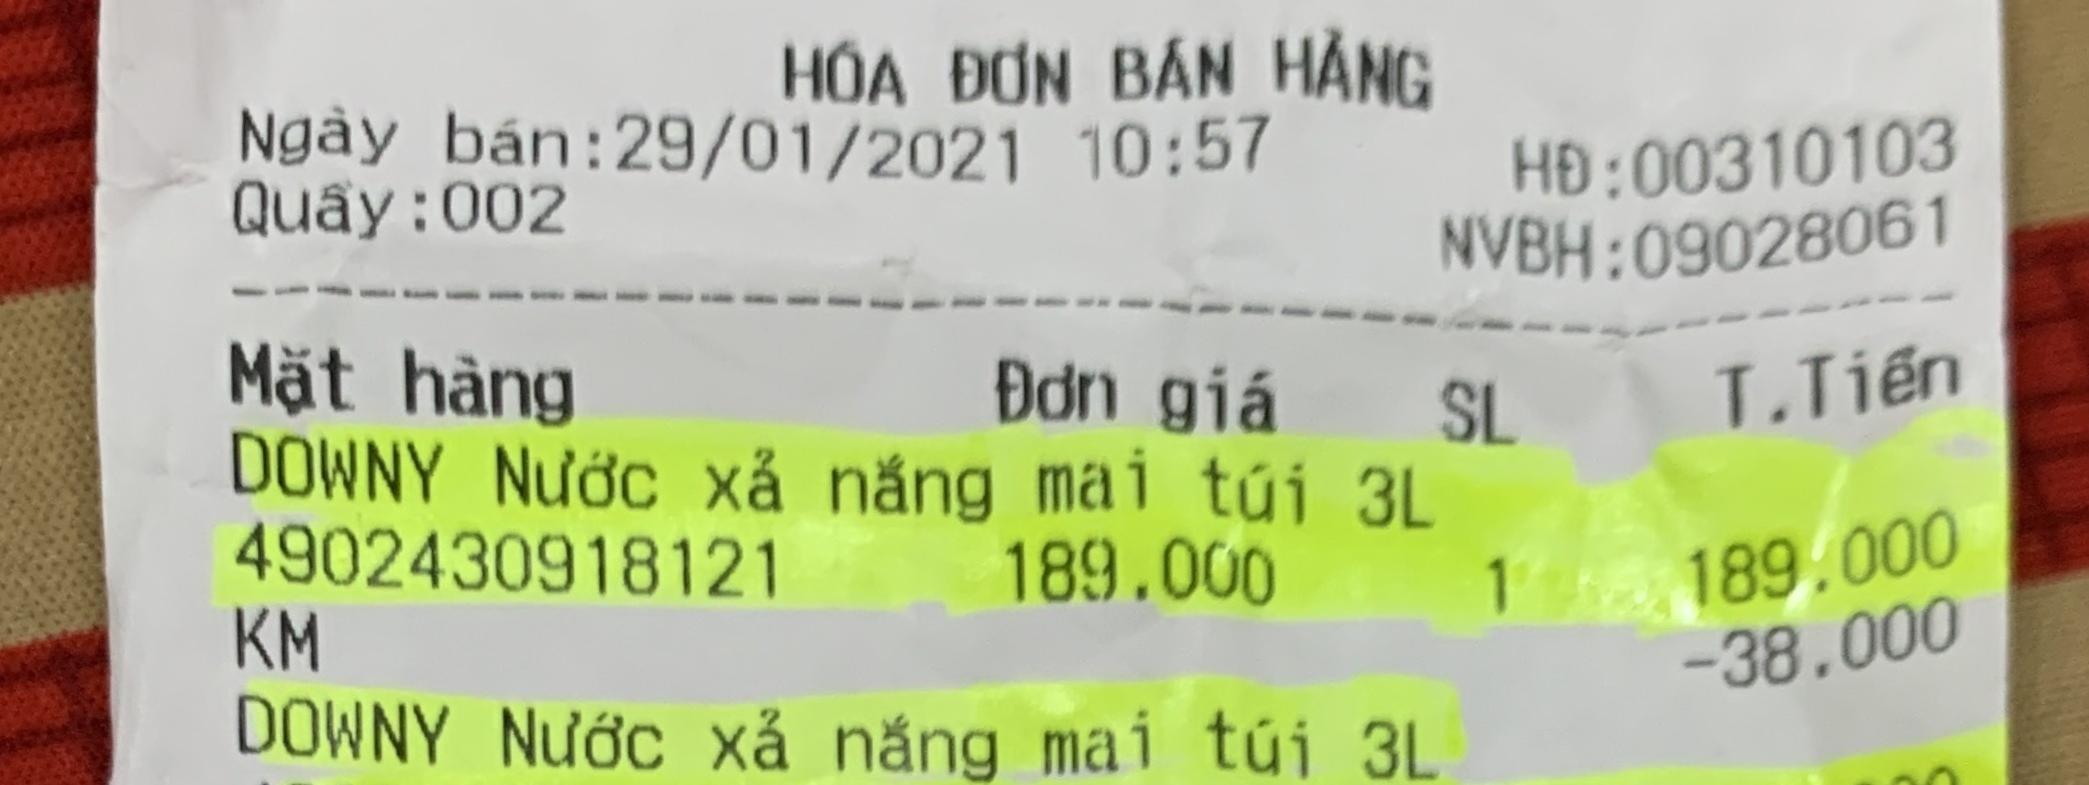 HÓA ĐƠN BÁN HÀNG
Ngày bán:29/01/2021 10:57 HĐ:00310103
Quầy:002 NVBH:09028061
Mặt hàng Đơn giá SL T.Tiền
DOWNY Nước xả nắng mai túi 3L
4902430918121 189.000 1 189.000
KM -38.000
DOWNY Nước xả nắng mai túi 3L